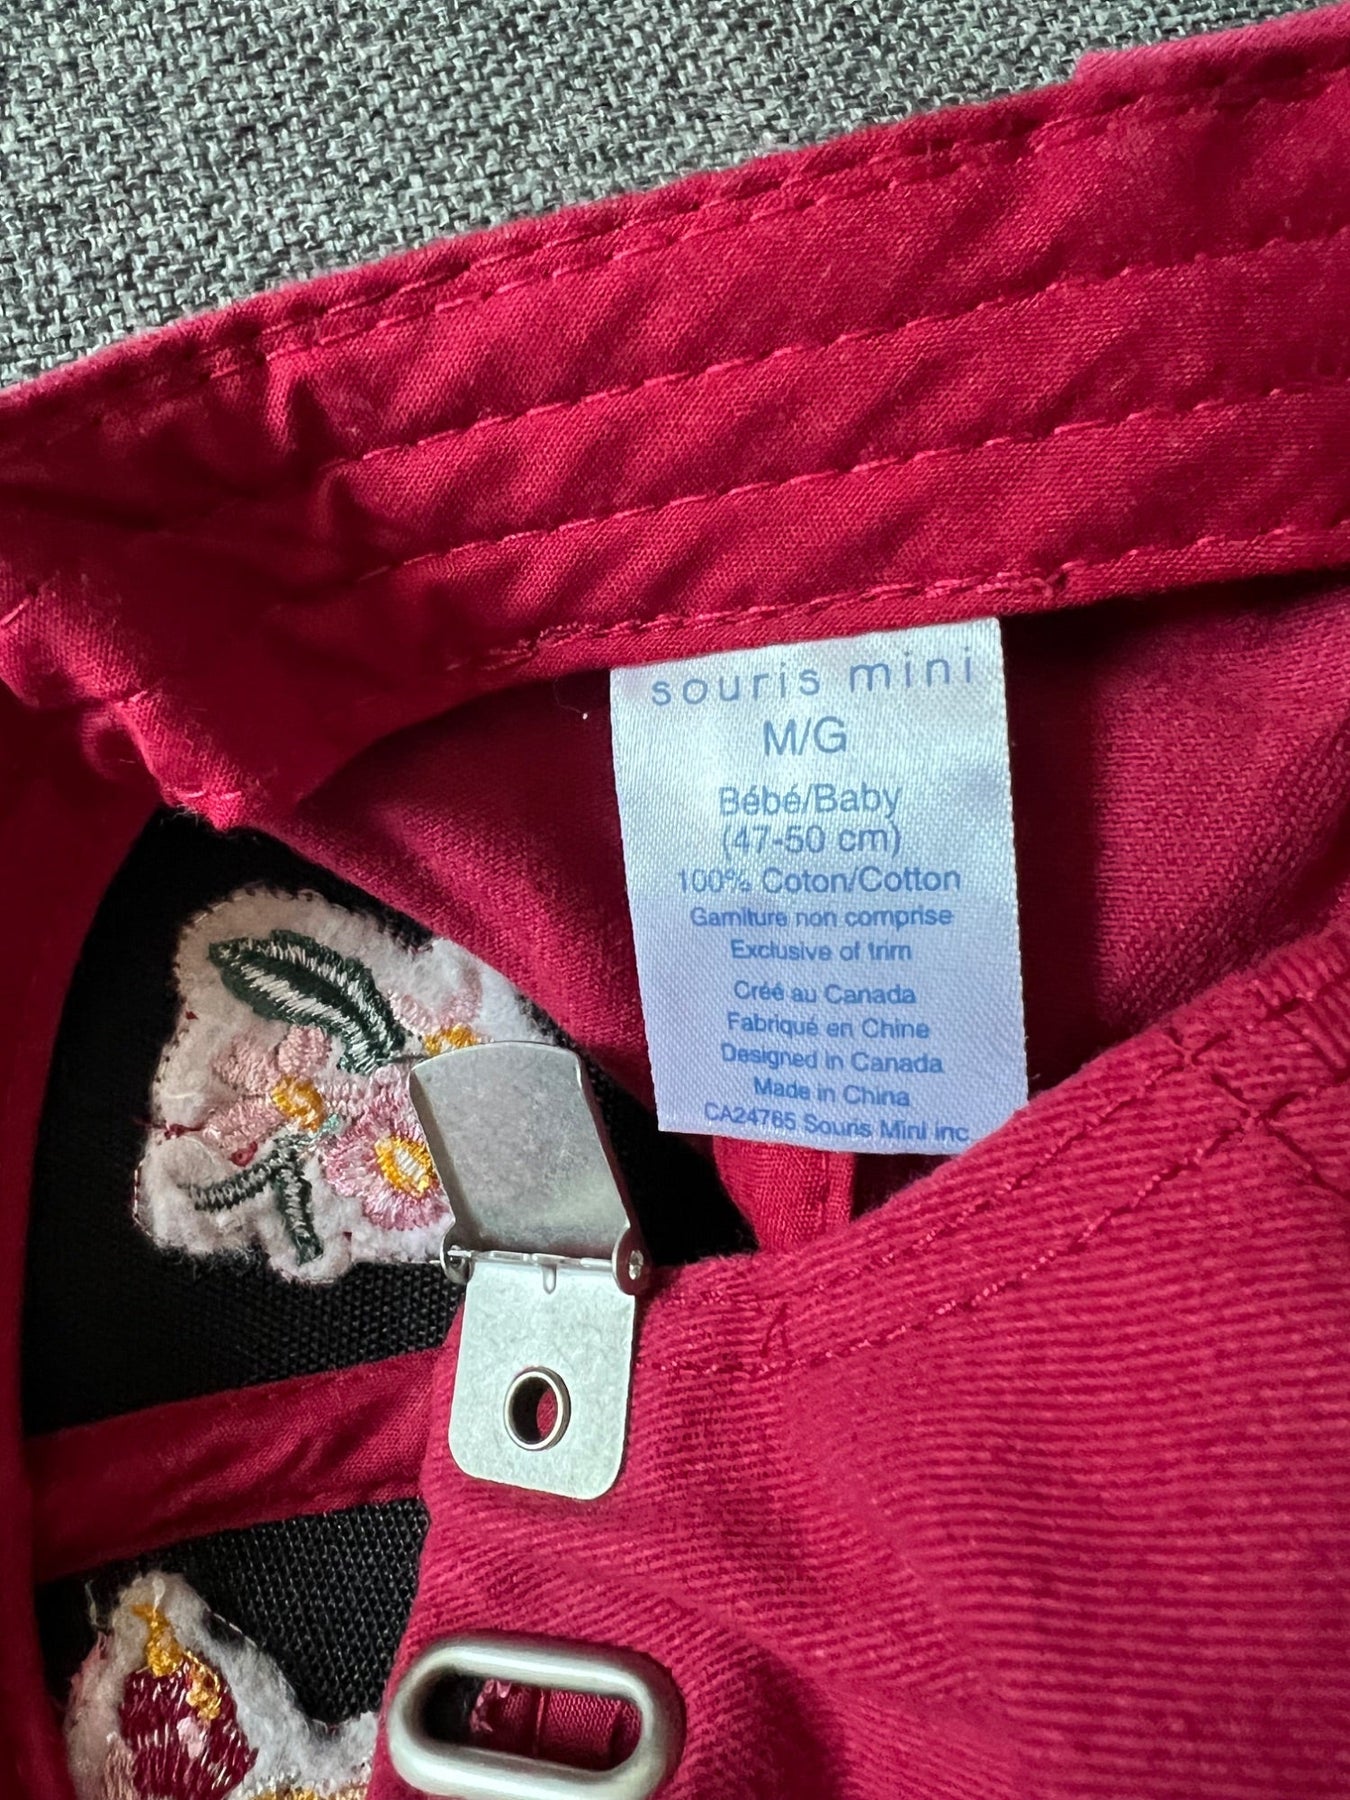 souris mini
M/G
Bébé/Baby
(47-50 cm)
100% Coton/Cotton
Garniture non comprise
Exclusive of trim
Créé au Canada
Fabriqué en Chine
Designed in Canada
Made in China
CA24765 Souris Mini inc